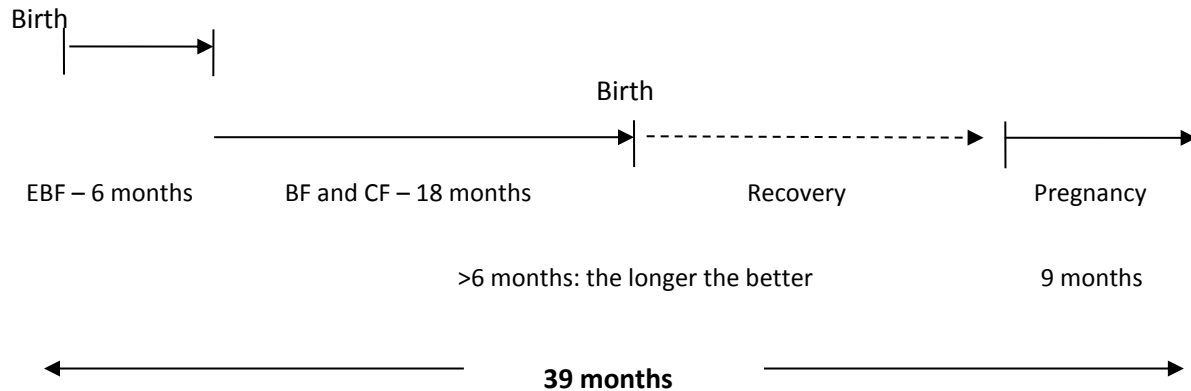 Birth
Birth
EBF – 6 months BF and CF – 18 months Recovery Pregnancy
>6 months: the longer the better 9 months
39 months